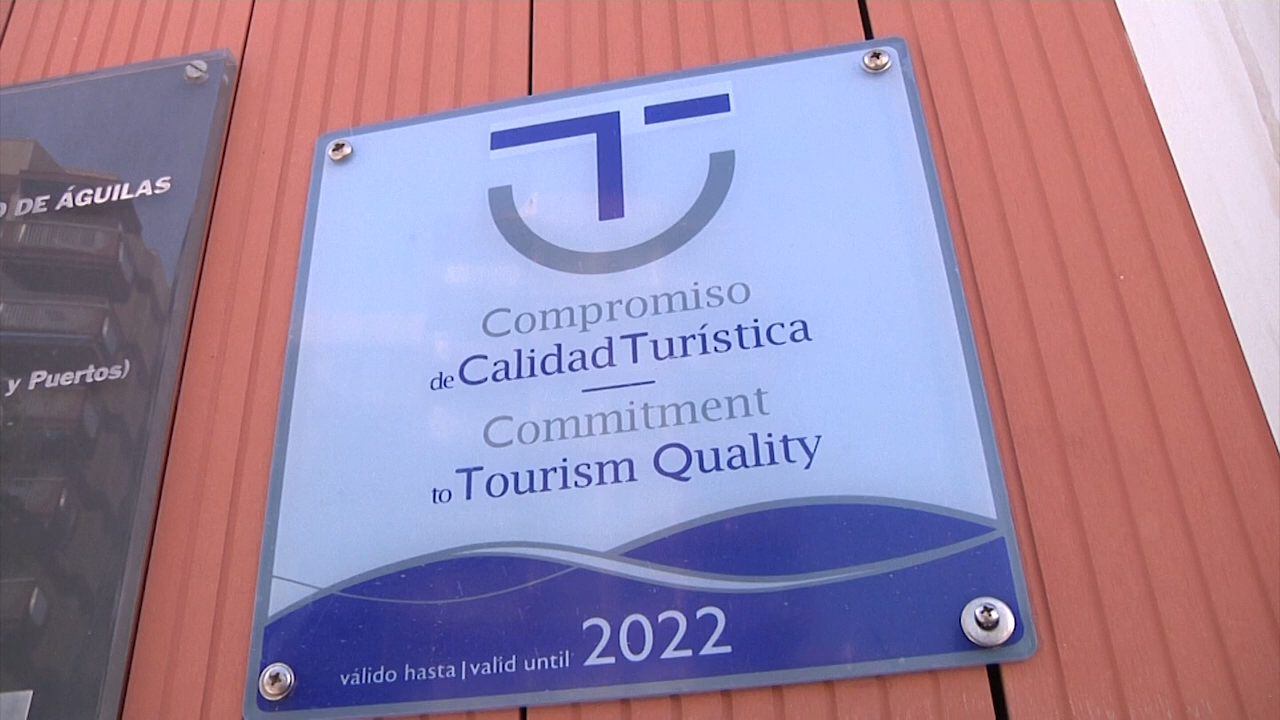 DE ÁGUILAS
y Puertos)
Compromiso
de Calidad Turística
Commitment
to Tourism Quality
válido hasta | valid until 2022